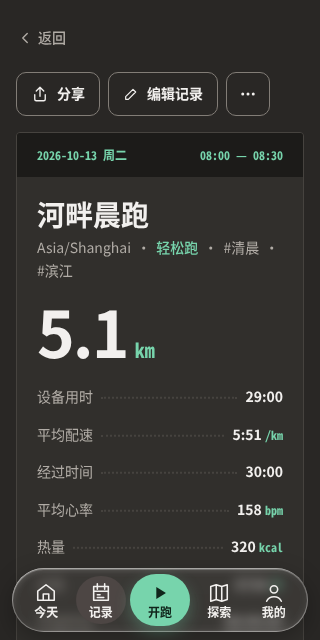 返回
分享 编辑记录 ···
2026-10-13 周二 08:00 — 08:30
河畔晨跑
Asia/Shanghai • 轻松跑 • #清晨 •
#滨江
5.1 km
设备用时 29:00
平均配速 5:51 /km
经过时间 30:00
平均心率 158 bpm
热量 320 kcal
今天 记录 开跑 探索 我的